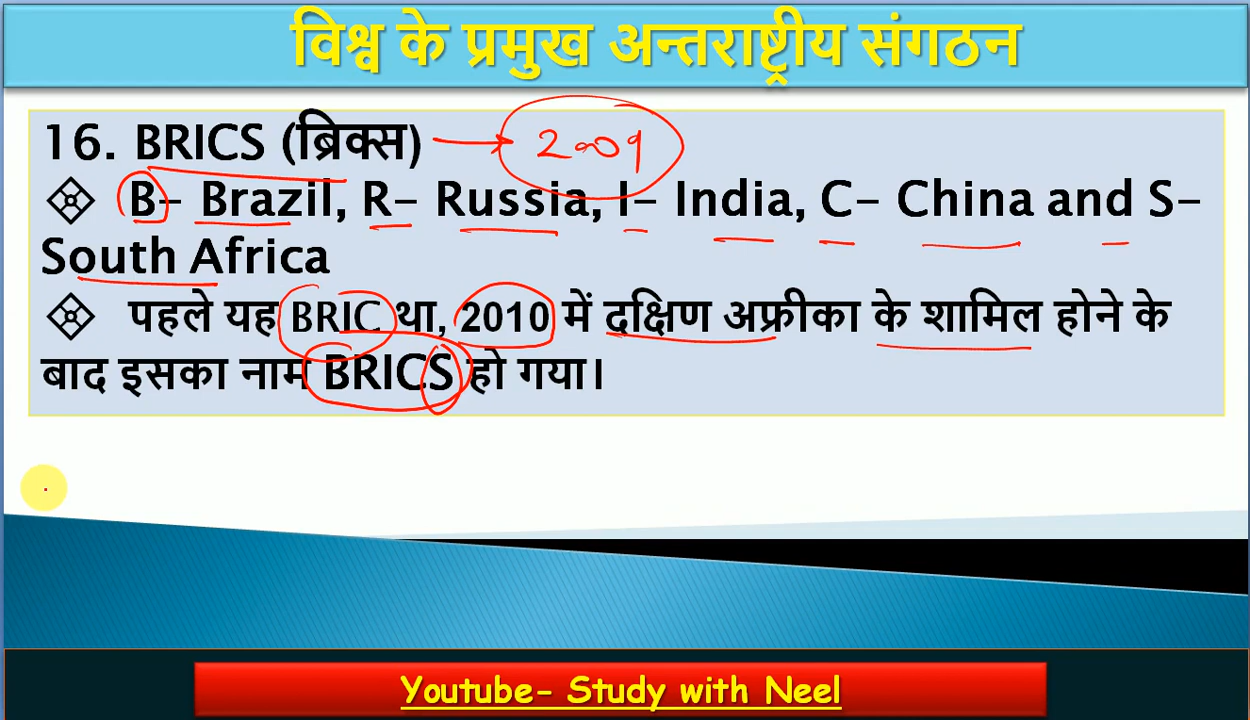 विश्व के प्रमुख अन्तराष्ट्रीय संगठन
16. BRICS (ब्रिक्स) → 2009
B- Brazil, R- Russia, I- India, C- China and S-
South Africa
पहले यह BRIC था, 2010 में दक्षिण अफ्रीका के शामिल होने के
बाद इसका नाम BRICS हो गया।
Youtube- Study with Neel